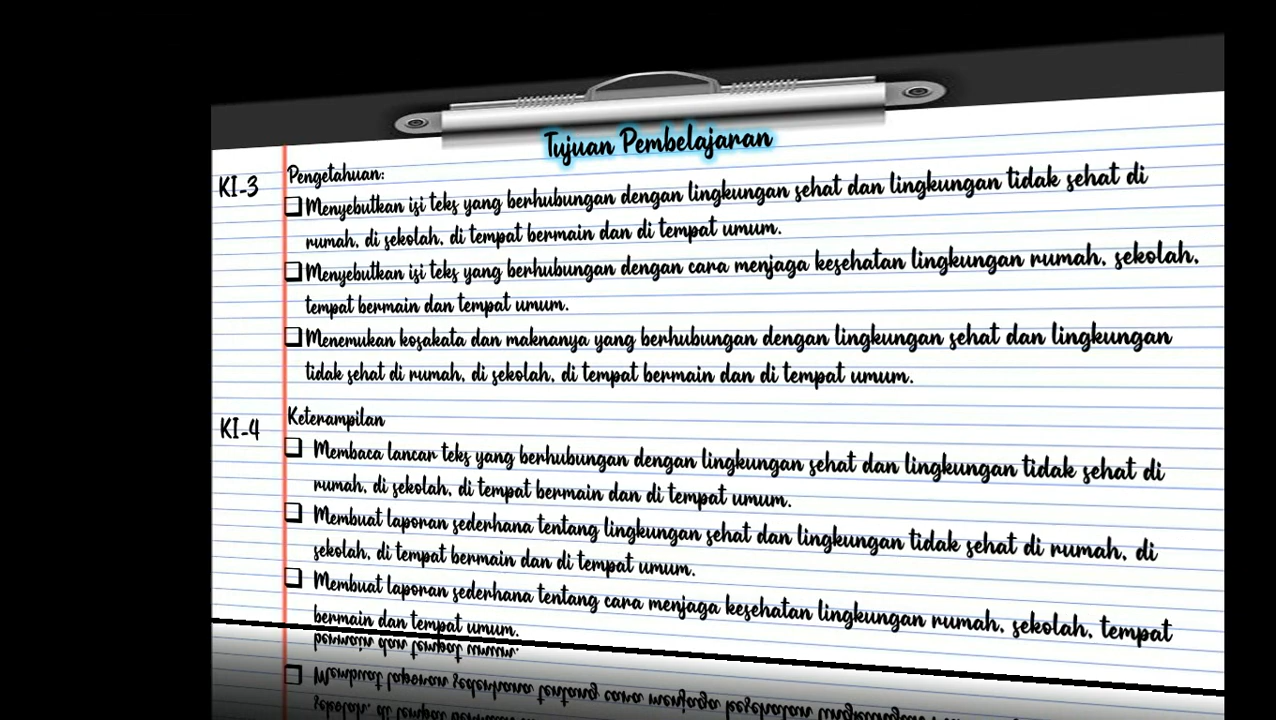 Tujuan Pembelajaran
KI-3
Pengetahuan:
Menyebutkan isi teks yang berhubungan dengan lingkungan sehat dan lingkungan tidak sehat di
rumah, di sekolah, di tempat bermain dan di tempat umum.
Menyebutkan isi teks yang berhubungan dengan cara menjaga kesehatan lingkungan rumah, sekolah,
tempat bermain dan tempat umum.
Menemukan kosakata dan maknanya yang berhubungan dengan lingkungan sehat dan lingkungan
tidak sehat di rumah, di sekolah, di tempat bermain dan di tempat umum.
KI-4
Keterampilan
Membaca lancar teks yang berhubungan dengan lingkungan sehat dan lingkungan tidak sehat di
rumah, di sekolah, di tempat bermain dan di tempat umum.
Membuat laporan sederhana tentang lingkungan sehat dan lingkungan tidak sehat di rumah, di
sekolah, di tempat bermain dan di tempat umum.
Membuat laporan sederhana tentang cara menjaga kesehatan lingkungan rumah, sekolah, tempat
bermain dan tempat umum.